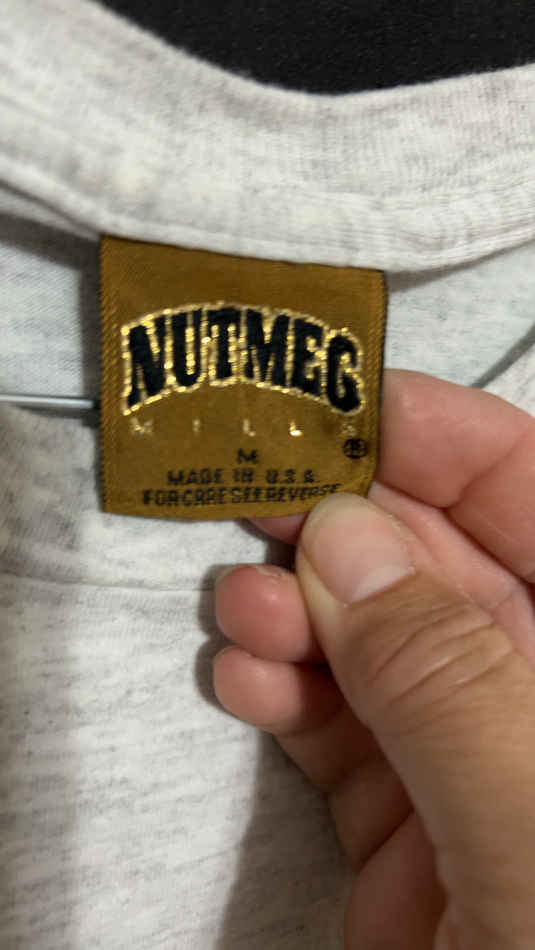 NUTMEG
MILLS
M
MADE IN U.S.A.
FOR CARE SEE REVERSE